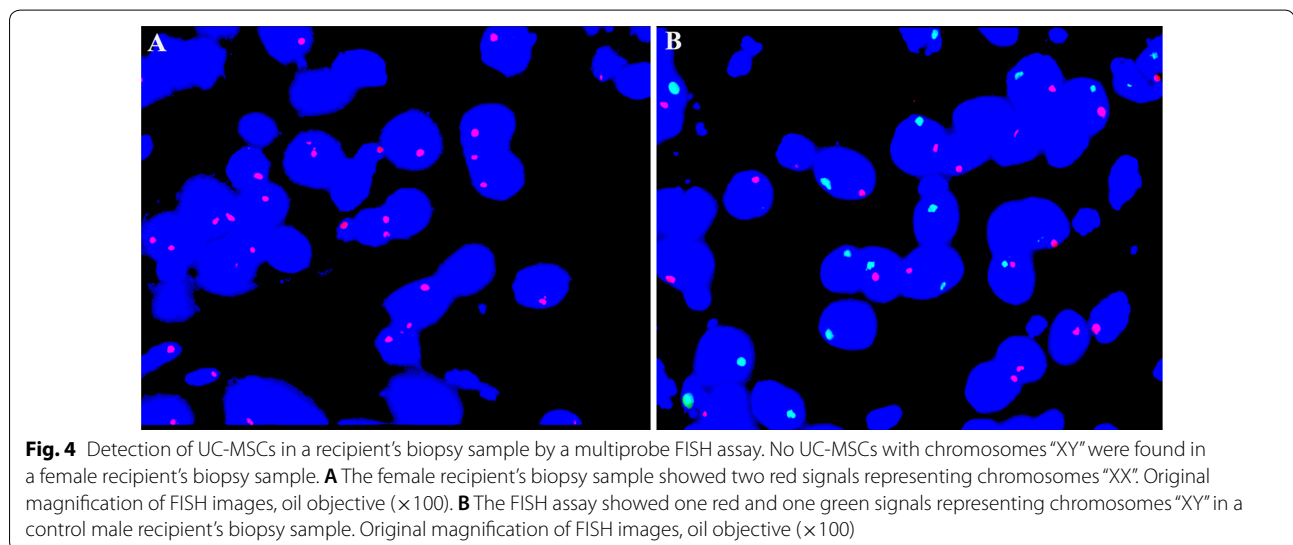 A
B
Fig. 4 Detection of UC-MSCs in a recipient's biopsy sample by a multiprobe FISH assay. No UC-MSCs with chromosomes “XY” were found in
a female recipient's biopsy sample. A The female recipient's biopsy sample showed two red signals representing chromosomes “XX”. Original
magnification of FISH images, oil objective (× 100). B The FISH assay showed one red and one green signals representing chromosomes “XY” in a
control male recipient's biopsy sample. Original magnification of FISH images, oil objective (× 100)